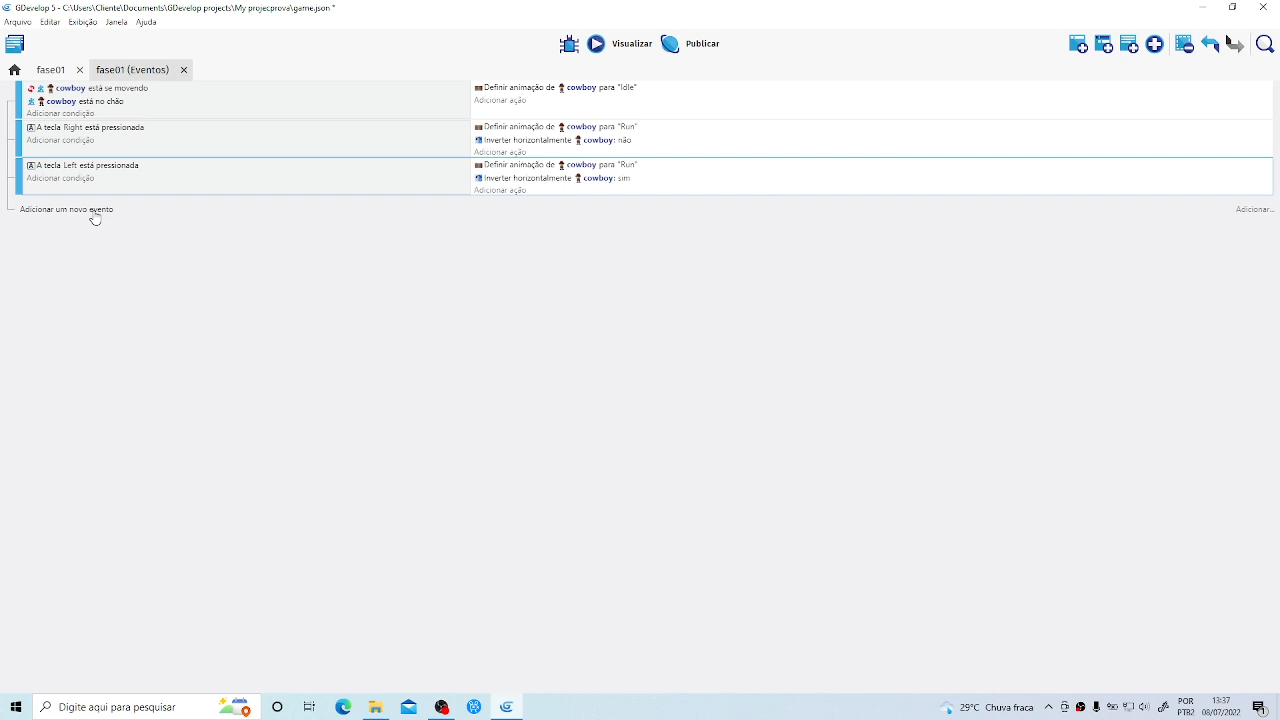 GDevelop 5 - C:\Users\Cliente\Documents\GDevelop projects\My projecprova\game.json *
Arquivo Editar Exibição Janela Ajuda
Visualizar Publicar
fase01 × fase01 (Eventos) ×
cowboy está se movendo
Definir animação de cowboy para "Idle"
cowboy está no chão
Adicionar ação
Adicionar condição
A tecla Right está pressionada
Definir animação de cowboy para "Run"
Adicionar condição
Inverter horizontalmente cowboy: não
Adicionar ação
A tecla Left está pressionada
Definir animação de cowboy para "Run"
Adicionar condição
Inverter horizontalmente cowboy: sim
Adicionar ação
Adicionar um novo evento
Adicionar...
Digite aqui para pesquisar
29°C Chuva fraca
POR
PTB2
13:37
08/07/2022
1